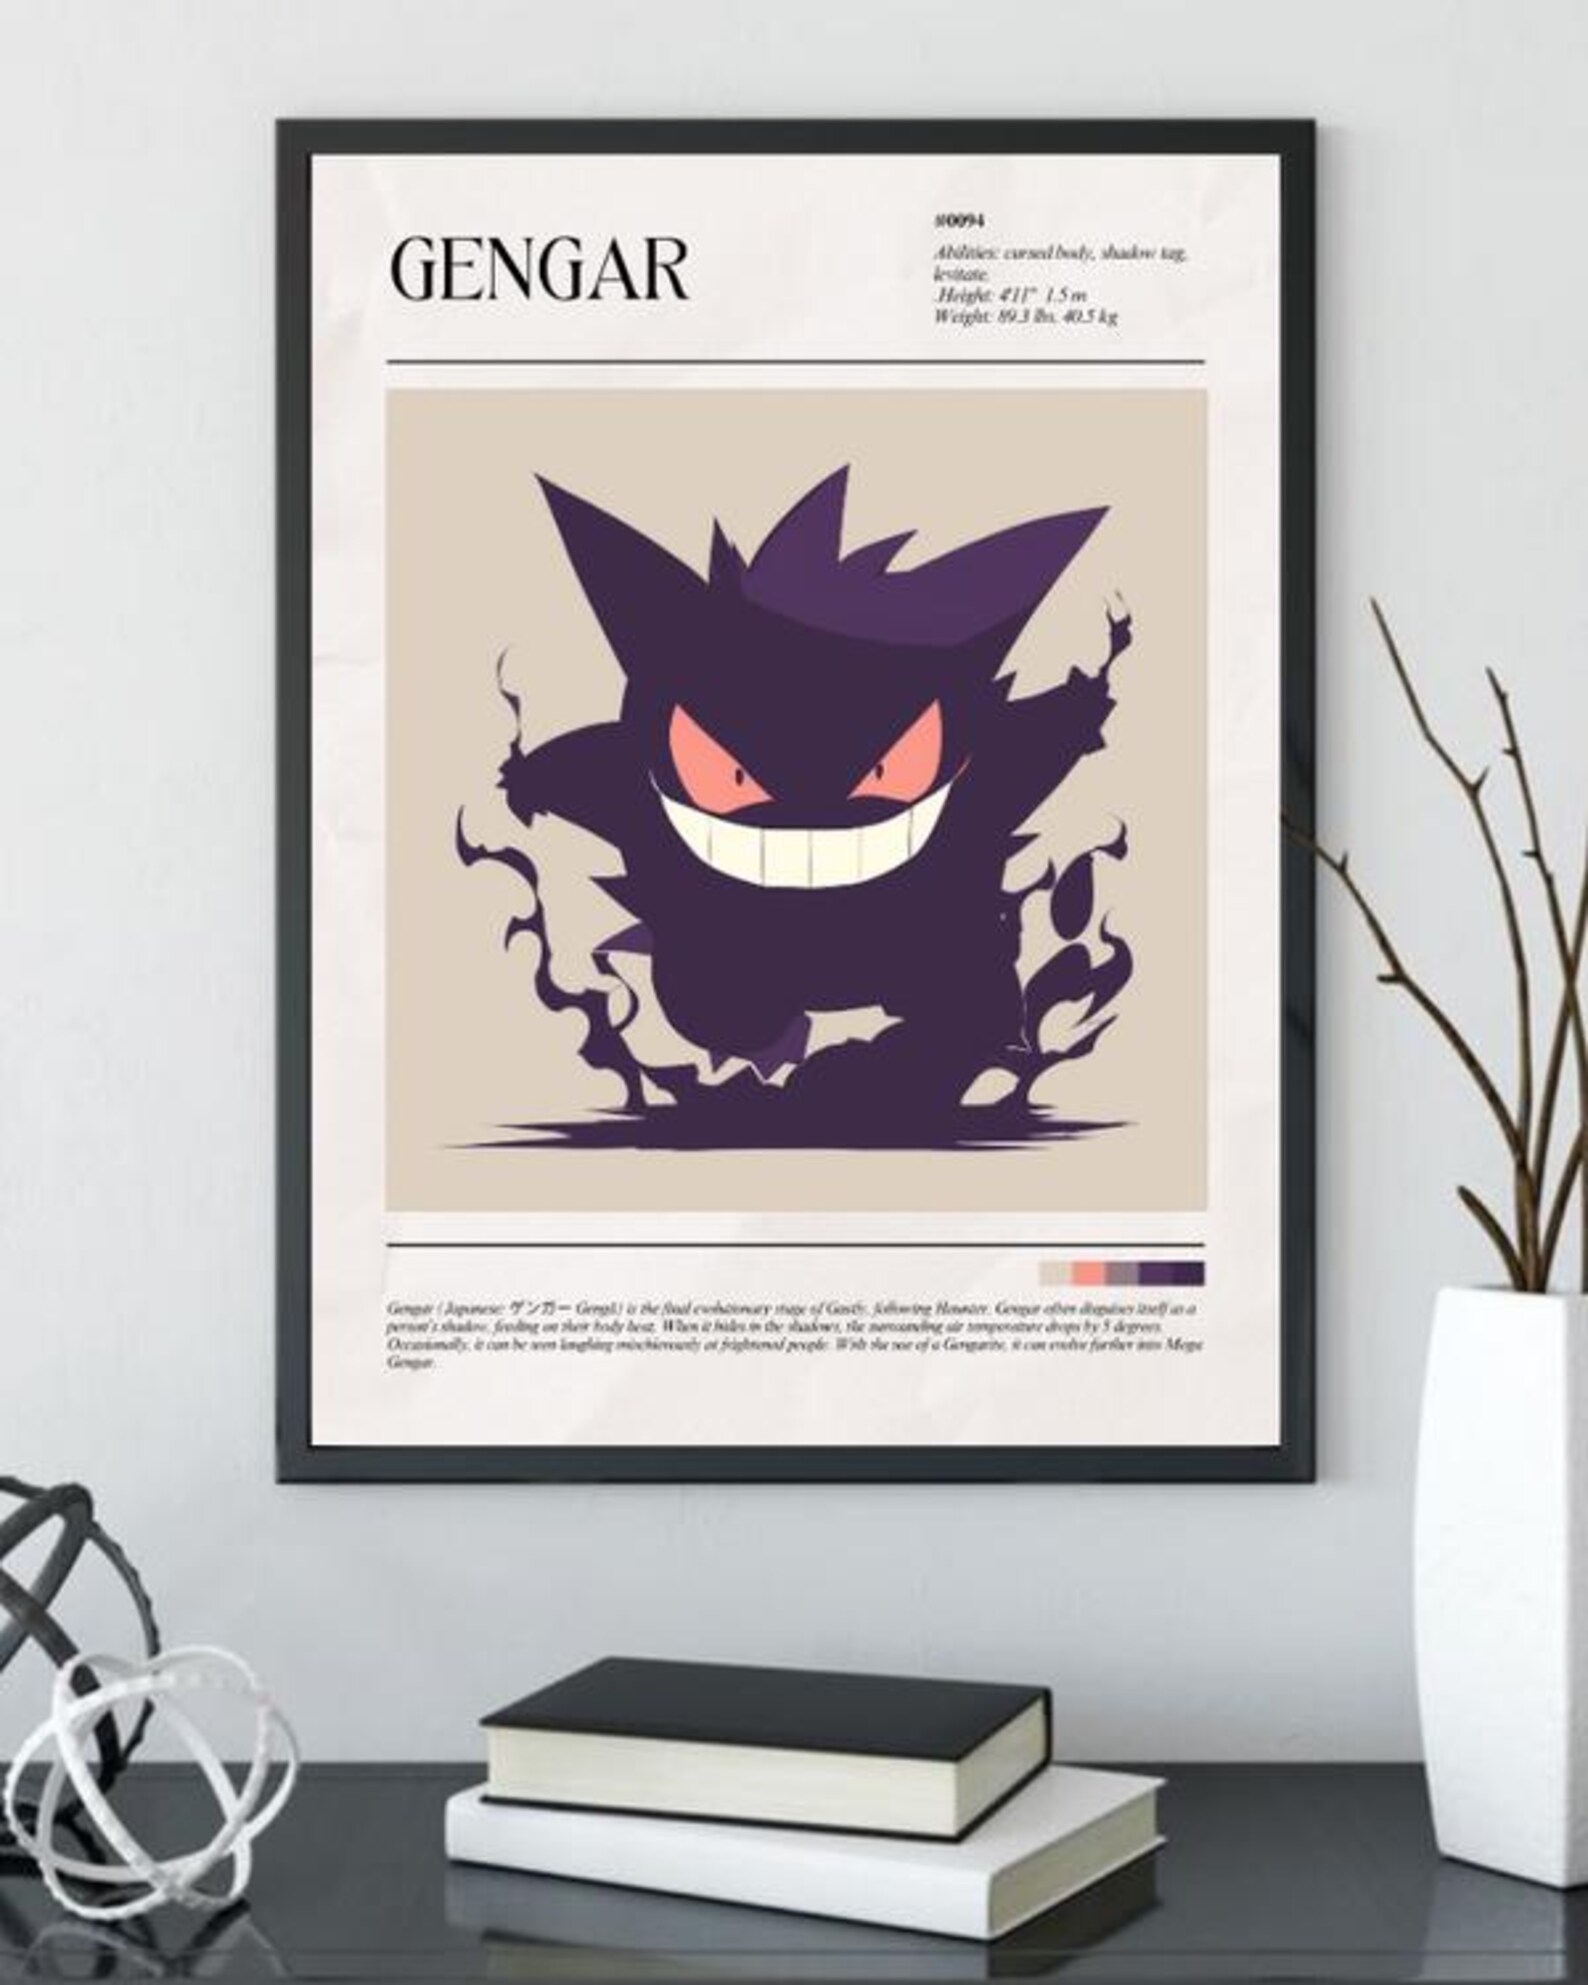 GENGAR
#0094
Abilities: cursed body, shadow tag,
levitate.
.Height: 4'11" 1.5 m
Weight: 89.3 lbs. 40.5 kg
Gengar (Japanese: ゲンガー Gengā) is the final evolutionary stage of Gastly, following Haunter. Gengar often disguises itself as a
person's shadow, feeding on their body heat. When it hides in the shadows, the surrounding air temperature drops by 5 degrees.
Occasionally, it can be seen laughing mischievously at frightened people. With the use of a Gengarite, it can evolve further into Mega
Gengar.